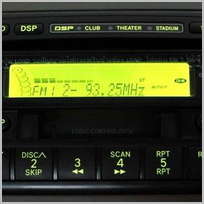 DSP DSP • CLUB • THEATER • STADIUM
ST
FM1 2- 93.25MHz
DISC∧ SCAN RPT RPT
2 3 4 5 6
SKIP ◀◀ ▶▶